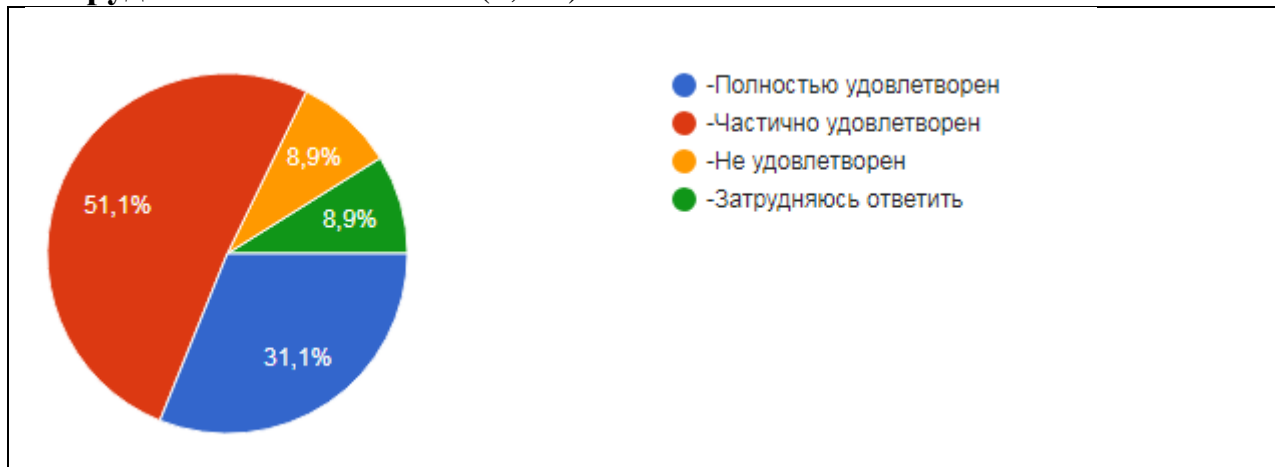 -Полностью удовлетворен
-Частично удовлетворен
-Не удовлетворен
-Затрудняюсь ответить
8,9%
51,1%
8,9%
31,1%